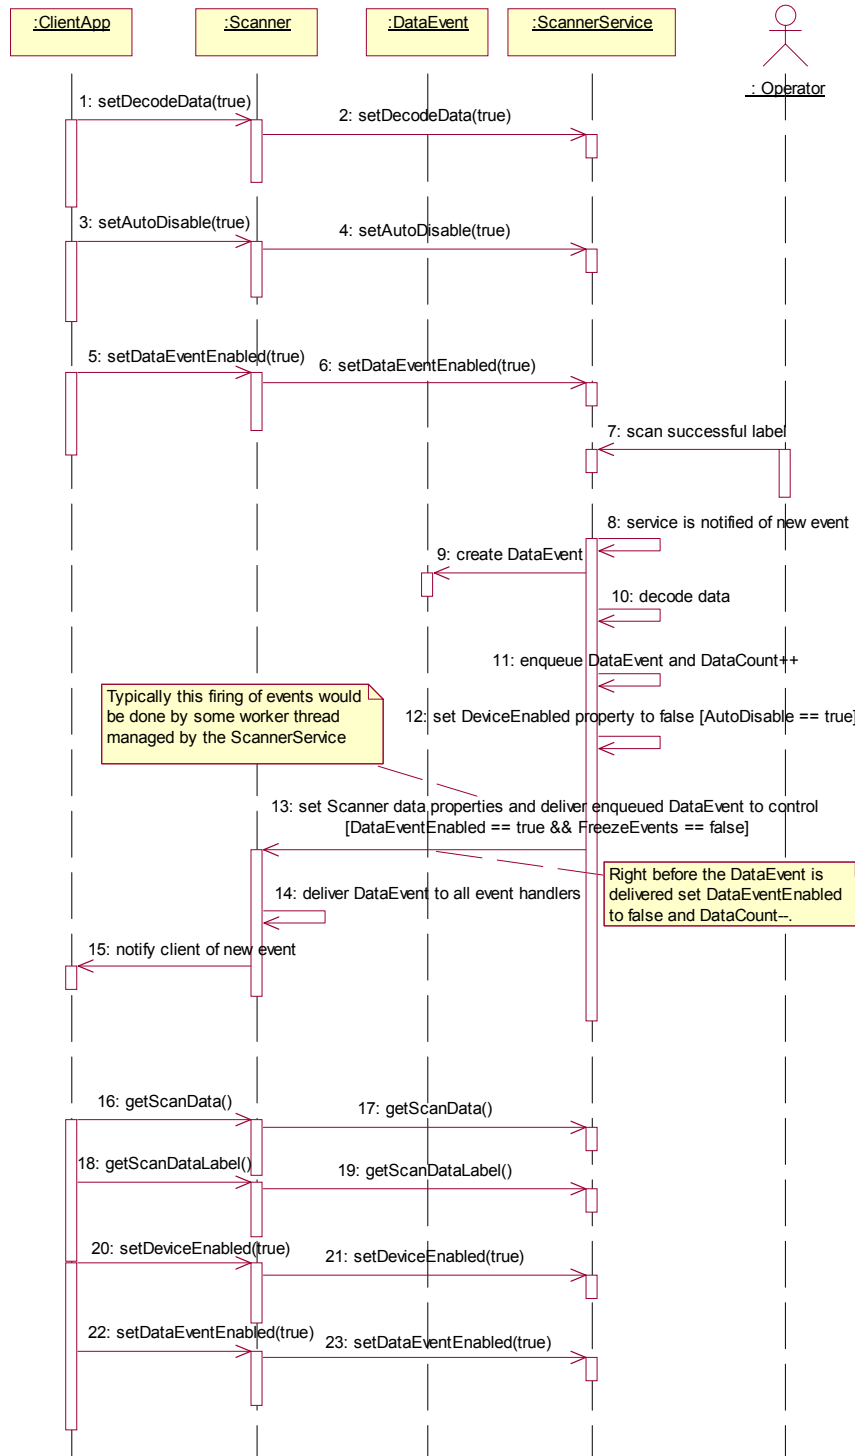 :ClientApp
:Scanner
:DataEvent
:ScannerService
: Operator
1: setDecodeData(true)
2: setDecodeData(true)
3: setAutoDisable(true)
4: setAutoDisable(true)
5: setDataEventEnabled(true)
6: setDataEventEnabled(true)
7: scan successful label
8: service is notified of new event
9: create DataEvent
10: decode data
11: enqueue DataEvent and DataCount++
Typically this firing of events would
be done by some worker thread
managed by the ScannerService
12: set DeviceEnabled property to false [AutoDisable == true]
13: set Scanner data properties and deliver enqueued DataEvent to control
[DataEventEnabled == true && FreezeEvents == false]
Right before the DataEvent is
delivered set DataEventEnabled
to false and DataCount--.
14: deliver DataEvent to all event handlers
15: notify client of new event
16: getScanData()
17: getScanData()
18: getScanDataLabel()
19: getScanDataLabel()
20: setDeviceEnabled(true)
21: setDeviceEnabled(true)
22: setDataEventEnabled(true)
23: setDataEventEnabled(true)